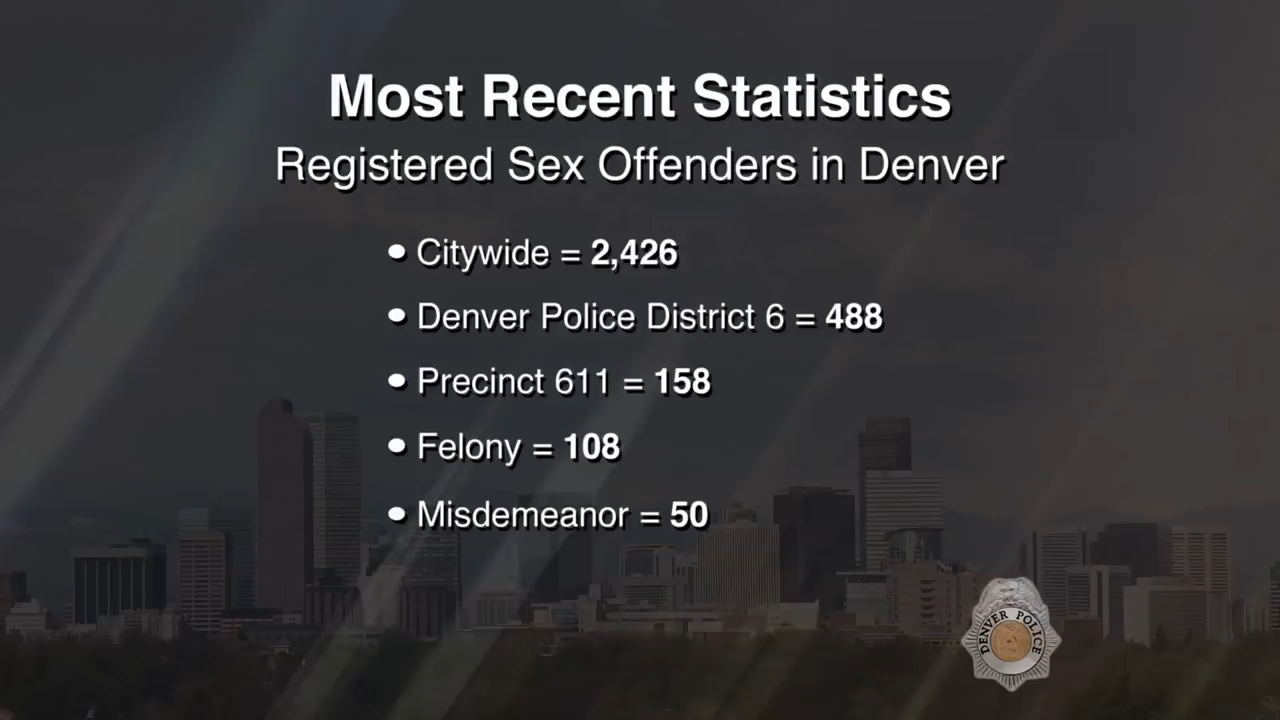 Most Recent Statistics
Registered Sex Offenders in Denver
• Citywide = 2,426
• Denver Police District 6 = 488
• Precinct 611 = 158
• Felony = 108
• Misdemeanor = 50
DENVER POLICE